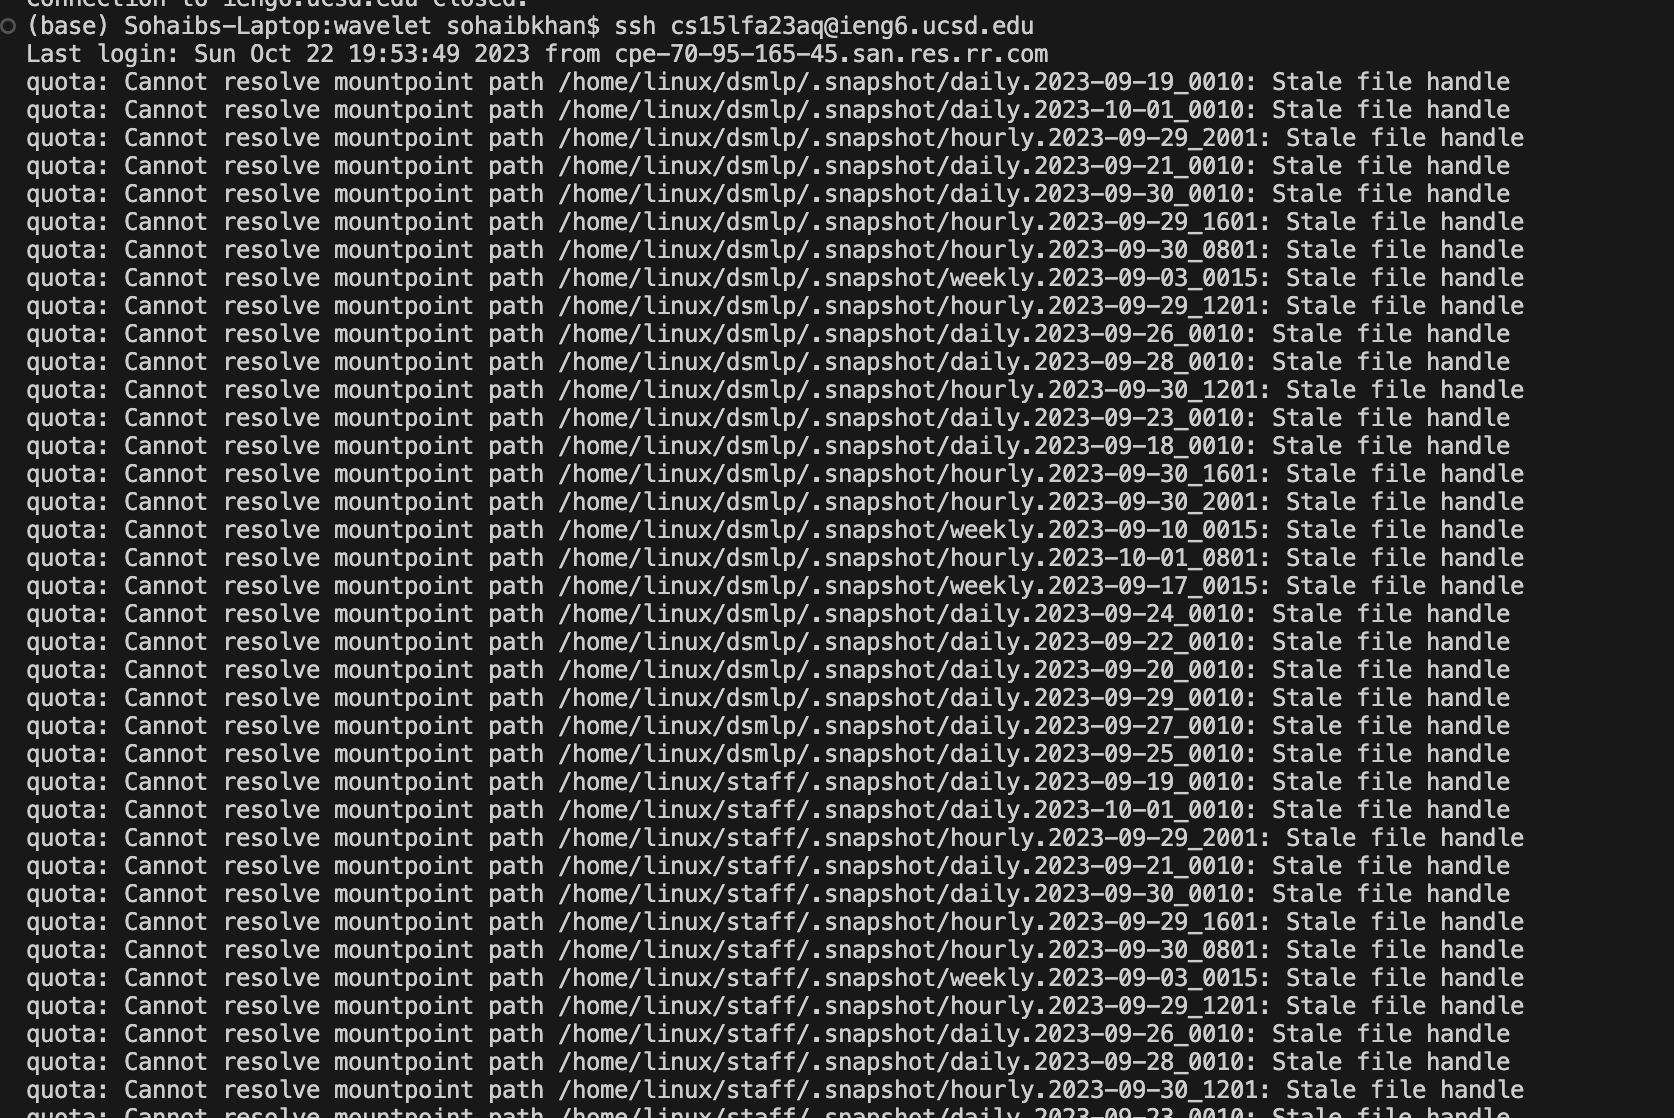 Connection to ieng6.ucsd.edu closed.
(base) Sohaibs-Laptop:wavelet sohaibkhan$ ssh cs15lfa23aq@ieng6.ucsd.edu
Last login: Sun Oct 22 19:53:49 2023 from cpe-70-95-165-45.san.res.rr.com
quota: Cannot resolve mountpoint path /home/linux/dsmlp/.snapshot/daily.2023-09-19_0010: Stale file handle
quota: Cannot resolve mountpoint path /home/linux/dsmlp/.snapshot/daily.2023-10-01_0010: Stale file handle
quota: Cannot resolve mountpoint path /home/linux/dsmlp/.snapshot/hourly.2023-09-29_2001: Stale file handle
quota: Cannot resolve mountpoint path /home/linux/dsmlp/.snapshot/daily.2023-09-21_0010: Stale file handle
quota: Cannot resolve mountpoint path /home/linux/dsmlp/.snapshot/daily.2023-09-30_0010: Stale file handle
quota: Cannot resolve mountpoint path /home/linux/dsmlp/.snapshot/hourly.2023-09-29_1601: Stale file handle
quota: Cannot resolve mountpoint path /home/linux/dsmlp/.snapshot/hourly.2023-09-30_0801: Stale file handle
quota: Cannot resolve mountpoint path /home/linux/dsmlp/.snapshot/weekly.2023-09-03_0015: Stale file handle
quota: Cannot resolve mountpoint path /home/linux/dsmlp/.snapshot/hourly.2023-09-29_1201: Stale file handle
quota: Cannot resolve mountpoint path /home/linux/dsmlp/.snapshot/daily.2023-09-26_0010: Stale file handle
quota: Cannot resolve mountpoint path /home/linux/dsmlp/.snapshot/daily.2023-09-28_0010: Stale file handle
quota: Cannot resolve mountpoint path /home/linux/dsmlp/.snapshot/hourly.2023-09-30_1201: Stale file handle
quota: Cannot resolve mountpoint path /home/linux/dsmlp/.snapshot/daily.2023-09-23_0010: Stale file handle
quota: Cannot resolve mountpoint path /home/linux/dsmlp/.snapshot/daily.2023-09-18_0010: Stale file handle
quota: Cannot resolve mountpoint path /home/linux/dsmlp/.snapshot/hourly.2023-09-30_1601: Stale file handle
quota: Cannot resolve mountpoint path /home/linux/dsmlp/.snapshot/hourly.2023-09-30_2001: Stale file handle
quota: Cannot resolve mountpoint path /home/linux/dsmlp/.snapshot/weekly.2023-09-10_0015: Stale file handle
quota: Cannot resolve mountpoint path /home/linux/dsmlp/.snapshot/hourly.2023-10-01_0801: Stale file handle
quota: Cannot resolve mountpoint path /home/linux/dsmlp/.snapshot/weekly.2023-09-17_0015: Stale file handle
quota: Cannot resolve mountpoint path /home/linux/dsmlp/.snapshot/daily.2023-09-24_0010: Stale file handle
quota: Cannot resolve mountpoint path /home/linux/dsmlp/.snapshot/daily.2023-09-22_0010: Stale file handle
quota: Cannot resolve mountpoint path /home/linux/dsmlp/.snapshot/daily.2023-09-20_0010: Stale file handle
quota: Cannot resolve mountpoint path /home/linux/dsmlp/.snapshot/daily.2023-09-29_0010: Stale file handle
quota: Cannot resolve mountpoint path /home/linux/dsmlp/.snapshot/daily.2023-09-27_0010: Stale file handle
quota: Cannot resolve mountpoint path /home/linux/dsmlp/.snapshot/daily.2023-09-25_0010: Stale file handle
quota: Cannot resolve mountpoint path /home/linux/staff/.snapshot/daily.2023-09-19_0010: Stale file handle
quota: Cannot resolve mountpoint path /home/linux/staff/.snapshot/daily.2023-10-01_0010: Stale file handle
quota: Cannot resolve mountpoint path /home/linux/staff/.snapshot/hourly.2023-09-29_2001: Stale file handle
quota: Cannot resolve mountpoint path /home/linux/staff/.snapshot/daily.2023-09-21_0010: Stale file handle
quota: Cannot resolve mountpoint path /home/linux/staff/.snapshot/daily.2023-09-30_0010: Stale file handle
quota: Cannot resolve mountpoint path /home/linux/staff/.snapshot/hourly.2023-09-29_1601: Stale file handle
quota: Cannot resolve mountpoint path /home/linux/staff/.snapshot/hourly.2023-09-30_0801: Stale file handle
quota: Cannot resolve mountpoint path /home/linux/staff/.snapshot/weekly.2023-09-03_0015: Stale file handle
quota: Cannot resolve mountpoint path /home/linux/staff/.snapshot/hourly.2023-09-29_1201: Stale file handle
quota: Cannot resolve mountpoint path /home/linux/staff/.snapshot/daily.2023-09-26_0010: Stale file handle
quota: Cannot resolve mountpoint path /home/linux/staff/.snapshot/daily.2023-09-28_0010: Stale file handle
quota: Cannot resolve mountpoint path /home/linux/staff/.snapshot/hourly.2023-09-30_1201: Stale file handle
quota: Cannot resolve mountpoint path /home/linux/staff/.snapshot/daily.2023-09-23_0010: Stale file handle